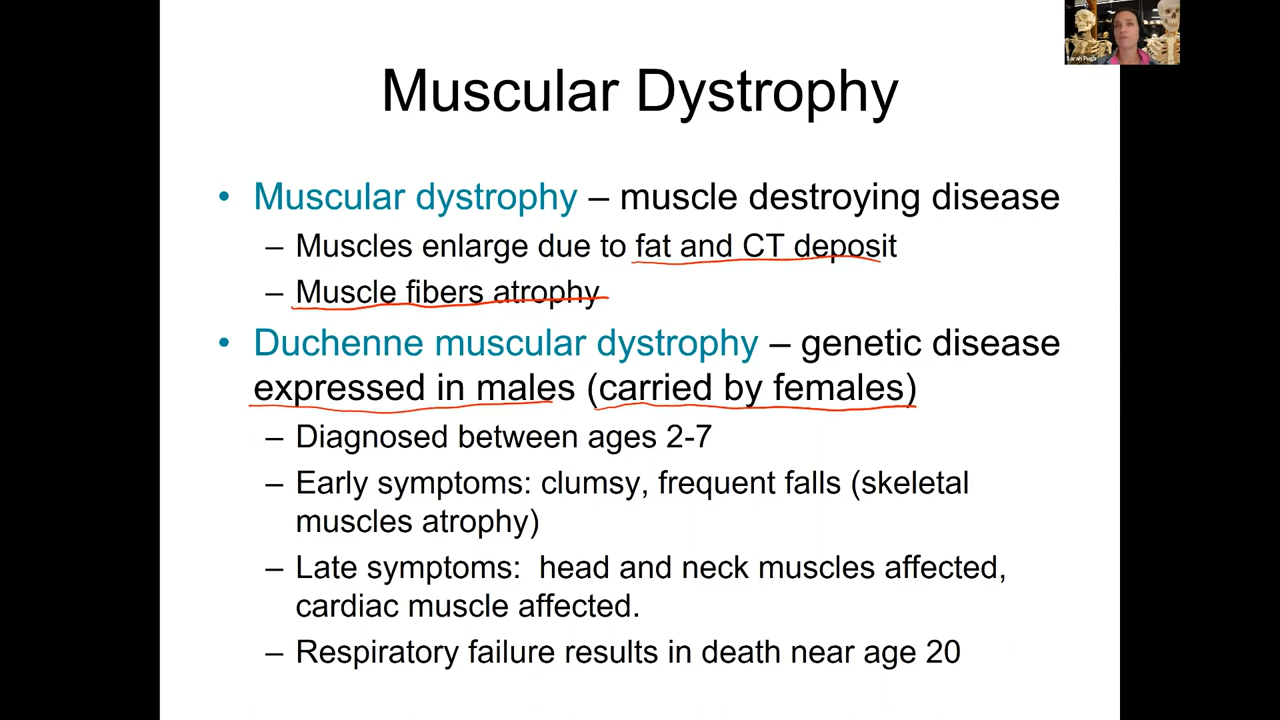 Sarah Pugh
Muscular Dystrophy
• Muscular dystrophy – muscle destroying disease
– Muscles enlarge due to fat and CT deposit
– Muscle fibers atrophy
• Duchenne muscular dystrophy – genetic disease
expressed in males (carried by females)
– Diagnosed between ages 2-7
– Early symptoms: clumsy, frequent falls (skeletal
muscles atrophy)
– Late symptoms:  head and neck muscles affected,
cardiac muscle affected.
– Respiratory failure results in death near age 20